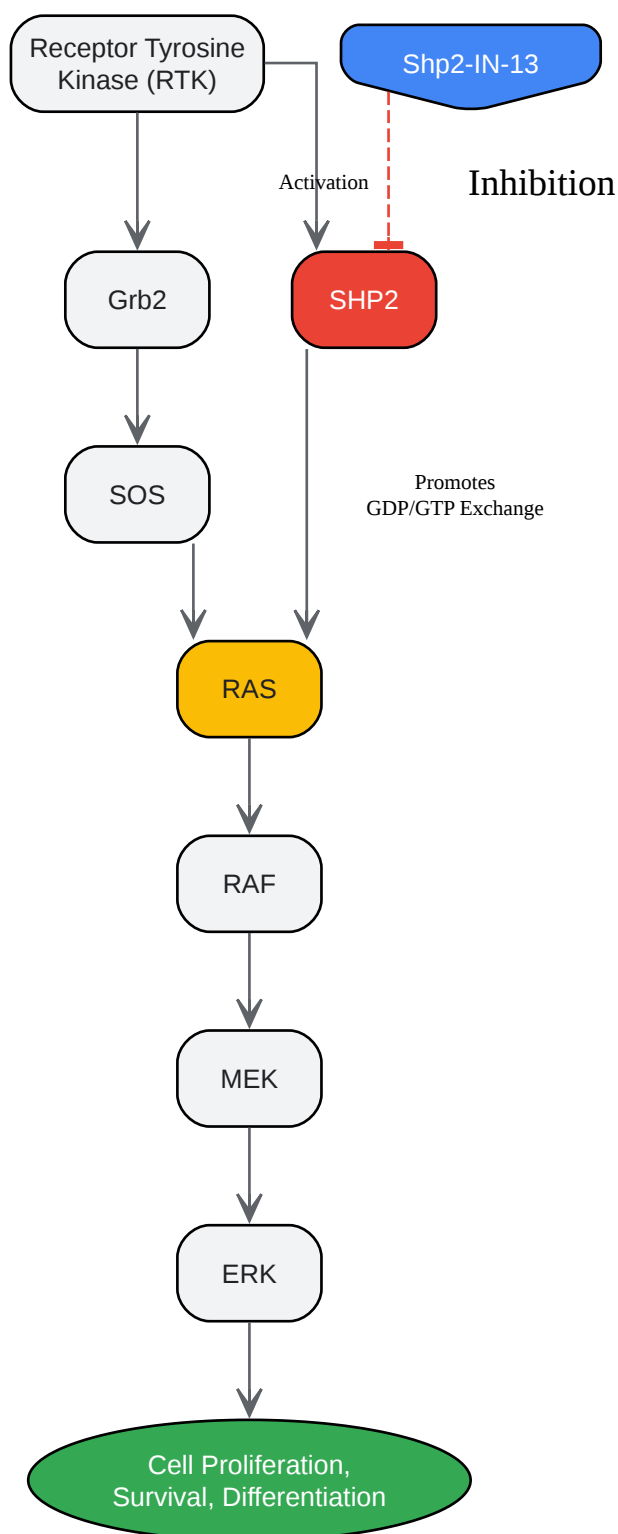 Receptor Tyrosine
Kinase (RTK)
Shp2-IN-13
Activation
Inhibition
Grb2
SHP2
SOS
Promotes
GDP/GTP Exchange
RAS
RAF
MEK
ERK
Cell Proliferation,
Survival, Differentiation